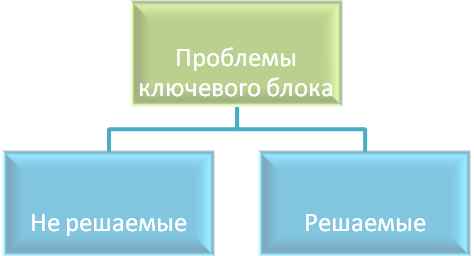 Проблемы
ключевого блока
Не решаемые
Решаемые